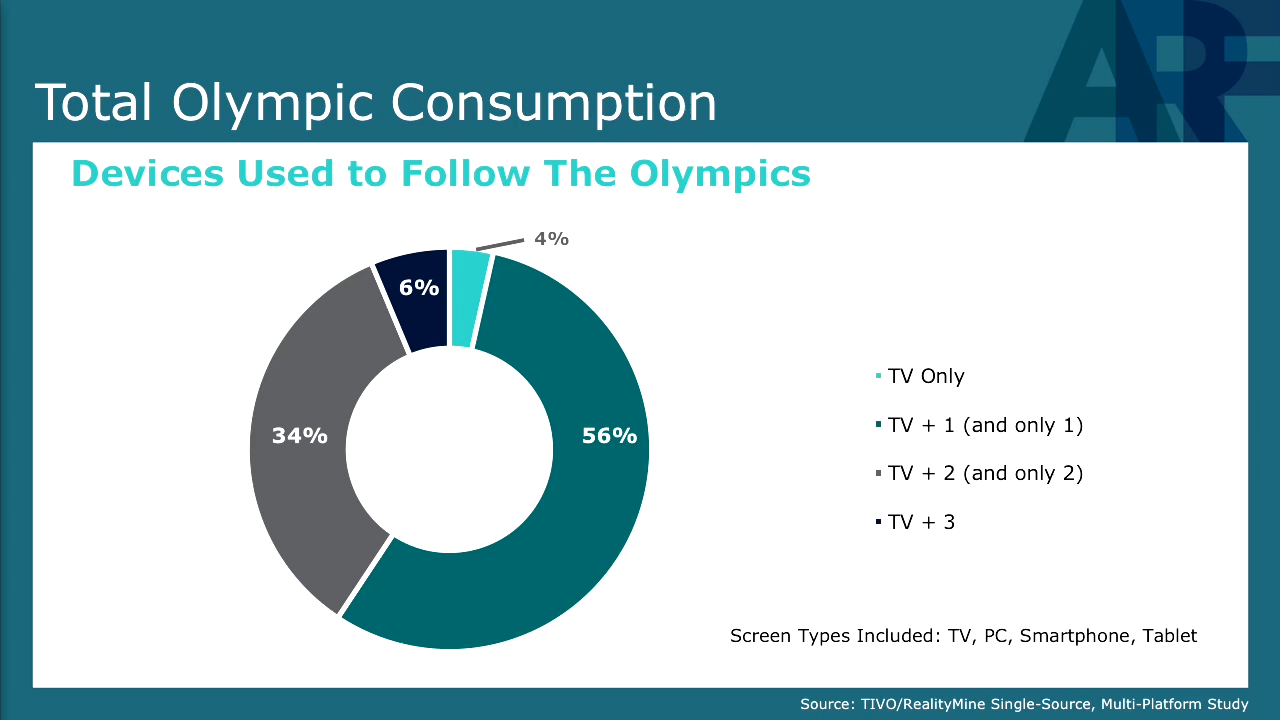 ARF
Total Olympic Consumption
Devices Used to Follow The Olympics
4%
6%
34%
56%
TV Only
TV + 1 (and only 1)
TV + 2 (and only 2)
TV + 3
Screen Types Included: TV, PC, Smartphone, Tablet
Source: TIVO/RealityMine Single-Source, Multi-Platform Study